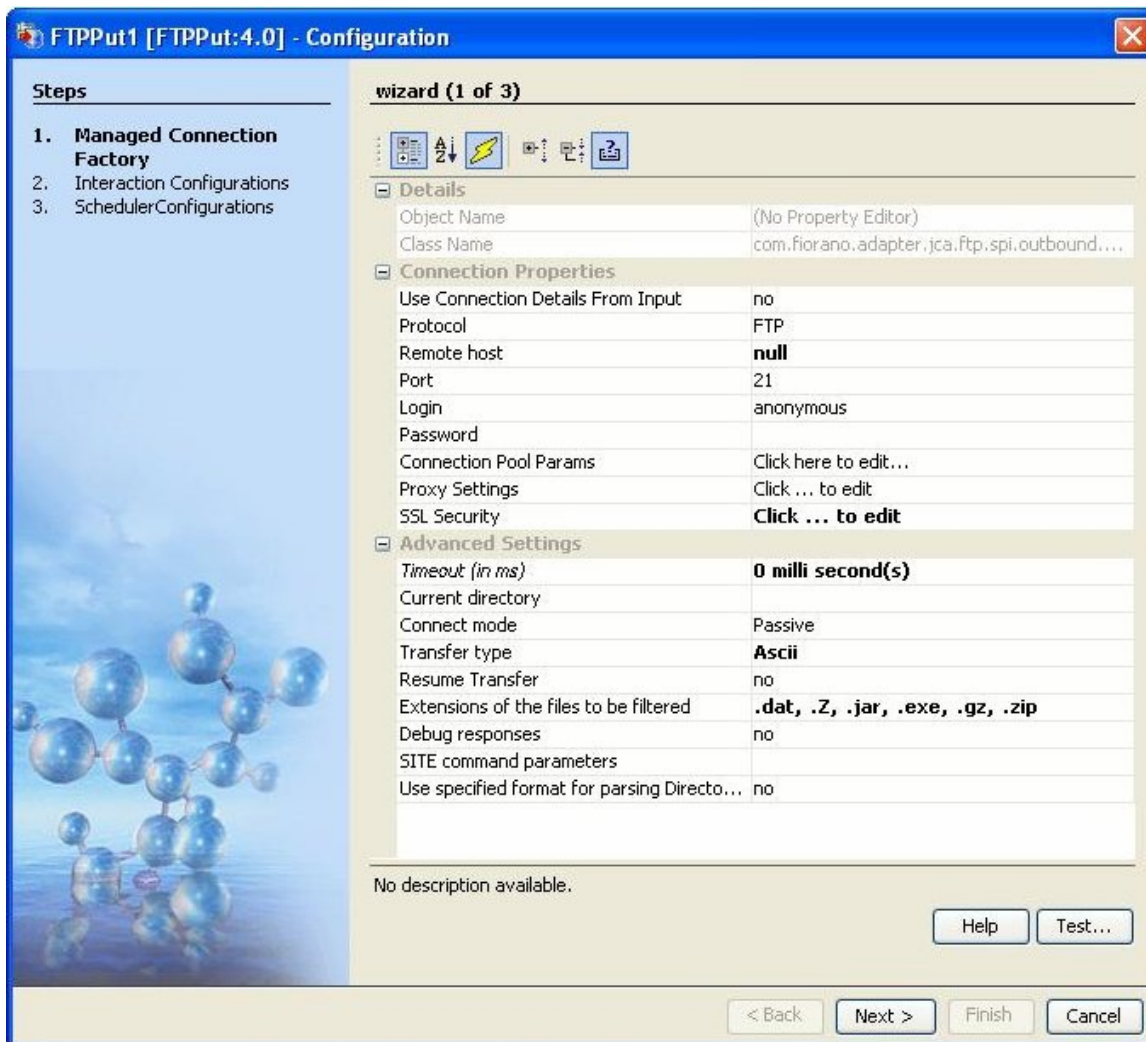 FTPPut1 [FTPPut:4.0] - Configuration
Steps
1. Managed Connection
Factory
2. Interaction Configurations
3. SchedulerConfigurations
wizard (1 of 3)
Details
Object Name (No Property Editor)
Class Name com.fiorano.adapter.jca.ftp.spi.outbound....
Connection Properties
Use Connection Details From Input no
Protocol FTP
Remote host null
Port 21
Login anonymous
Password
Connection Pool Params Click here to edit...
Proxy Settings Click ... to edit
SSL Security Click ... to edit
Advanced Settings
Timeout (in ms) 0 milli second(s)
Current directory
Connect mode Passive
Transfer type Ascii
Resume Transfer no
Extensions of the files to be filtered .dat, .Z, .jar, .exe, .gz, .zip
Debug responses no
SITE command parameters
Use specified format for parsing Directo... no
No description available.
Help Test...
< Back Next > Finish Cancel